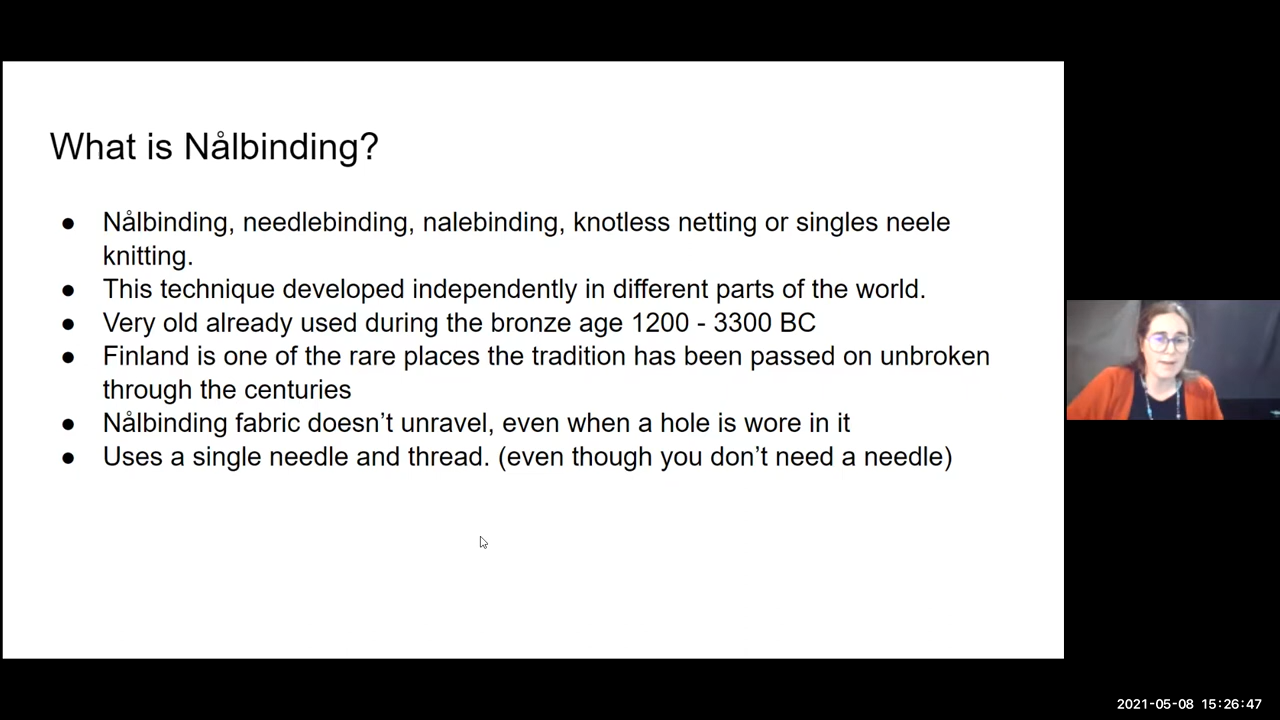 What is Nålbinding?
● Nålbinding, needlebinding, nalebinding, knotless netting or singles neele
knitting.
● This technique developed independently in different parts of the world.
● Very old already used during the bronze age 1200 - 3300 BC
● Finland is one of the rare places the tradition has been passed on unbroken
through the centuries
● Nålbinding fabric doesn’t unravel, even when a hole is wore in it
● Uses a single needle and thread. (even though you don’t need a needle)
2021-05-08 15:26:47